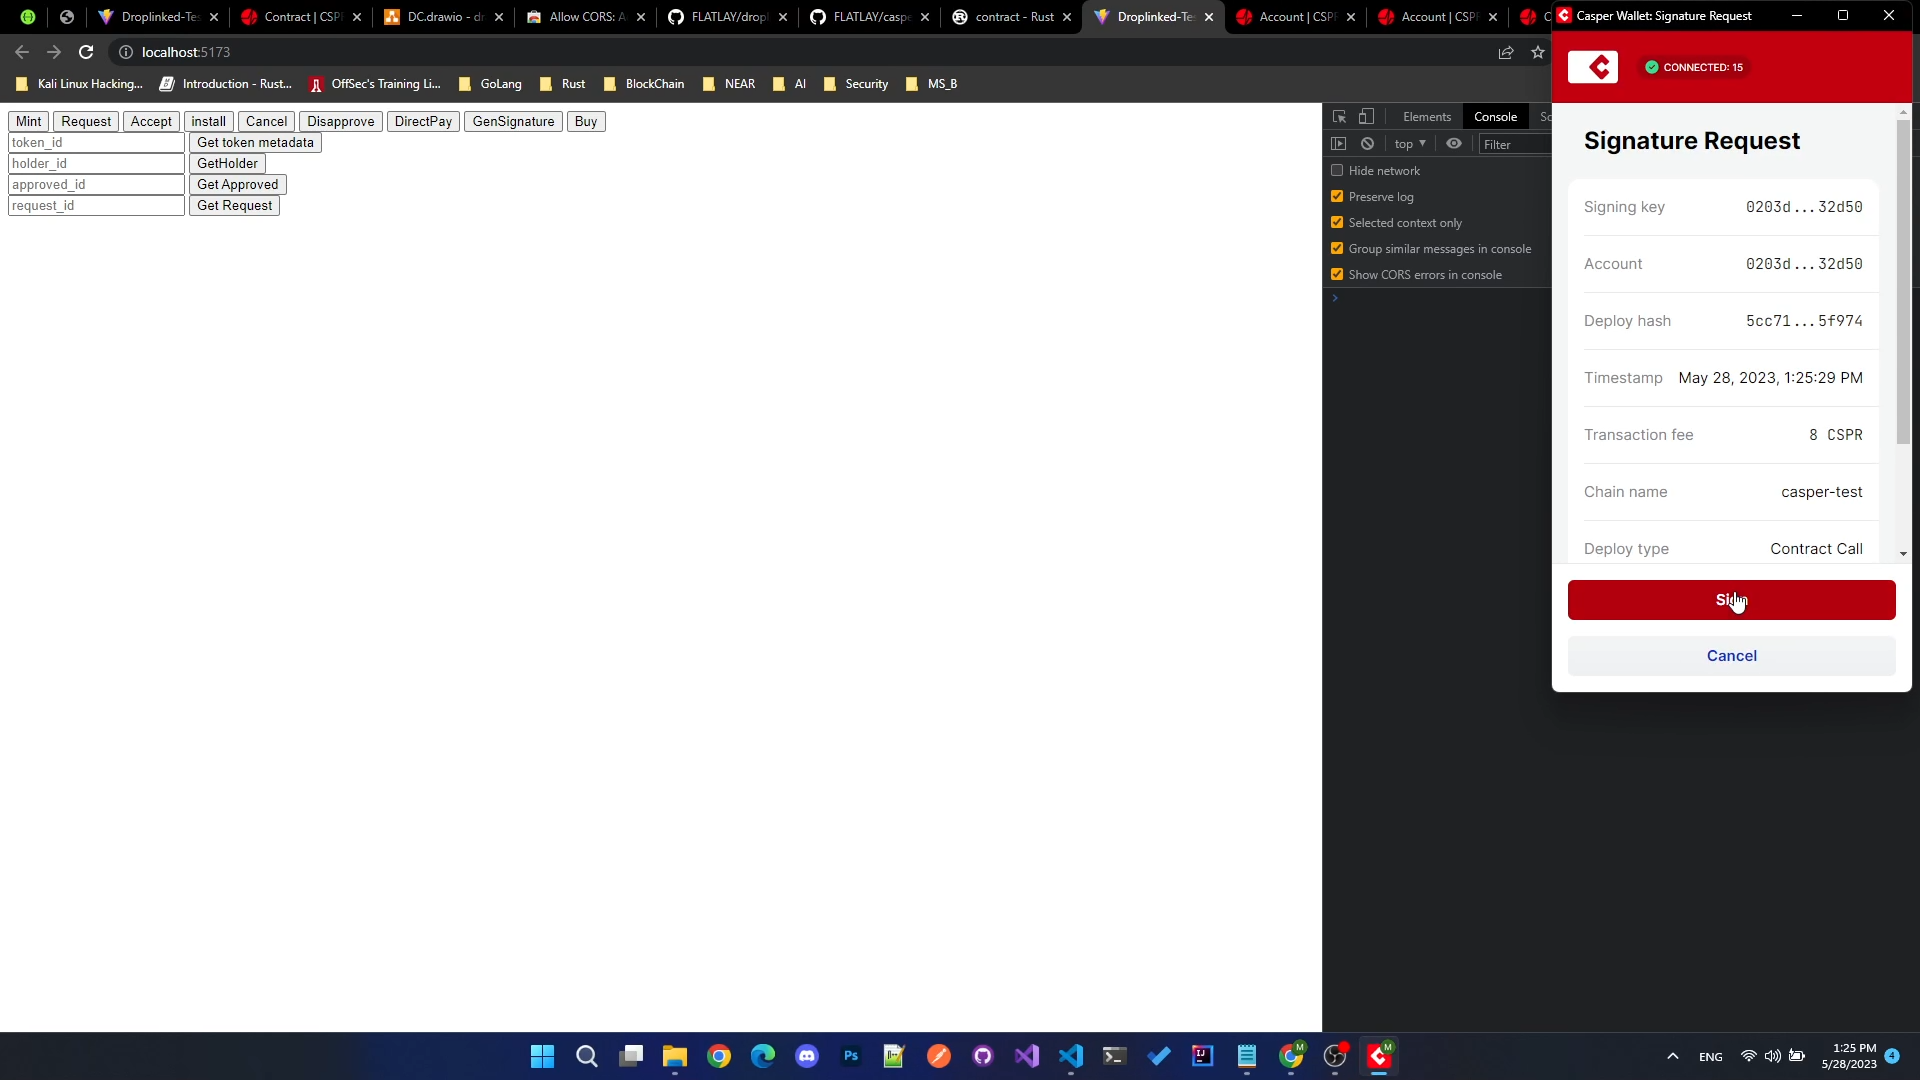 Droplinked-Te
Contract | CSP
DC.drawio - dr
Allow CORS: A
FLATLAY/drop
FLATLAY/caspe
contract - Rust
Droplinked-Te
Account | CSP
Account | CSP
Casper Wallet: Signature Request
localhost:5173
CONNECTED: 15
Kali Linux Hacking...
Introduction - Rust...
OffSec's Training Li...
GoLang
Rust
BlockChain
NEAR
AI
Security
MS_B
Mint
Request
Accept
install
Cancel
Disapprove
DirectPay
GenSignature
Buy
token_id
Get token metadata
holder_id
GetHolder
approved_id
Get Approved
request_id
Get Request
Elements
Console
So
top
Filter
Hide network
Preserve log
Selected context only
Group similar messages in console
Show CORS errors in console
Signature Request
Signing key 0203d...32d50
Account 0203d...32d50
Deploy hash 5cc71...5f974
Timestamp May 28, 2023, 1:25:29 PM
Transaction fee 8 CSPR
Chain name casper-test
Deploy type Contract Call
Cancel
ENG
1:25 PM
5/28/2023
4